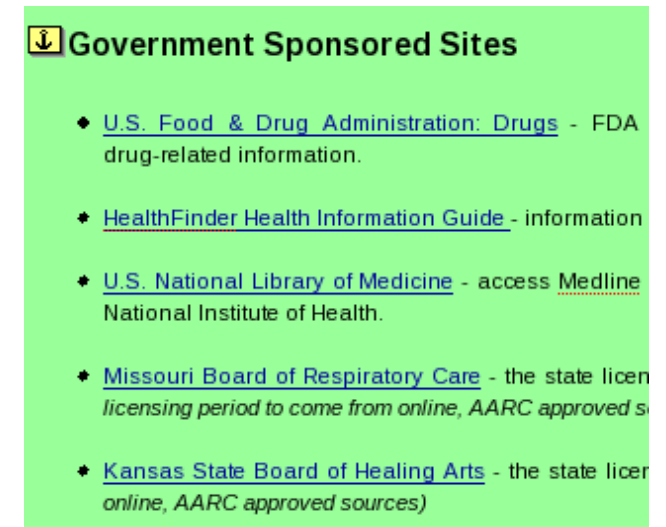 Government Sponsored Sites
U.S. Food & Drug Administration: Drugs - FDA
drug-related information.
HealthFinder Health Information Guide - information
U.S. National Library of Medicine - access Medline
National Institute of Health.
Missouri Board of Respiratory Care - the state licen
licensing period to come from online, AARC approved s
Kansas State Board of Healing Arts - the state licen
online, AARC approved sources)